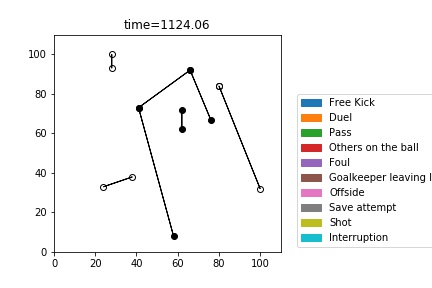 time=1124.06
100
80
60
40
20
0
0 20 40 60 80 100
Free Kick
Duel
Pass
Others on the ball
Foul
Goalkeeper leaving l
Offside
Save attempt
Shot
Interruption